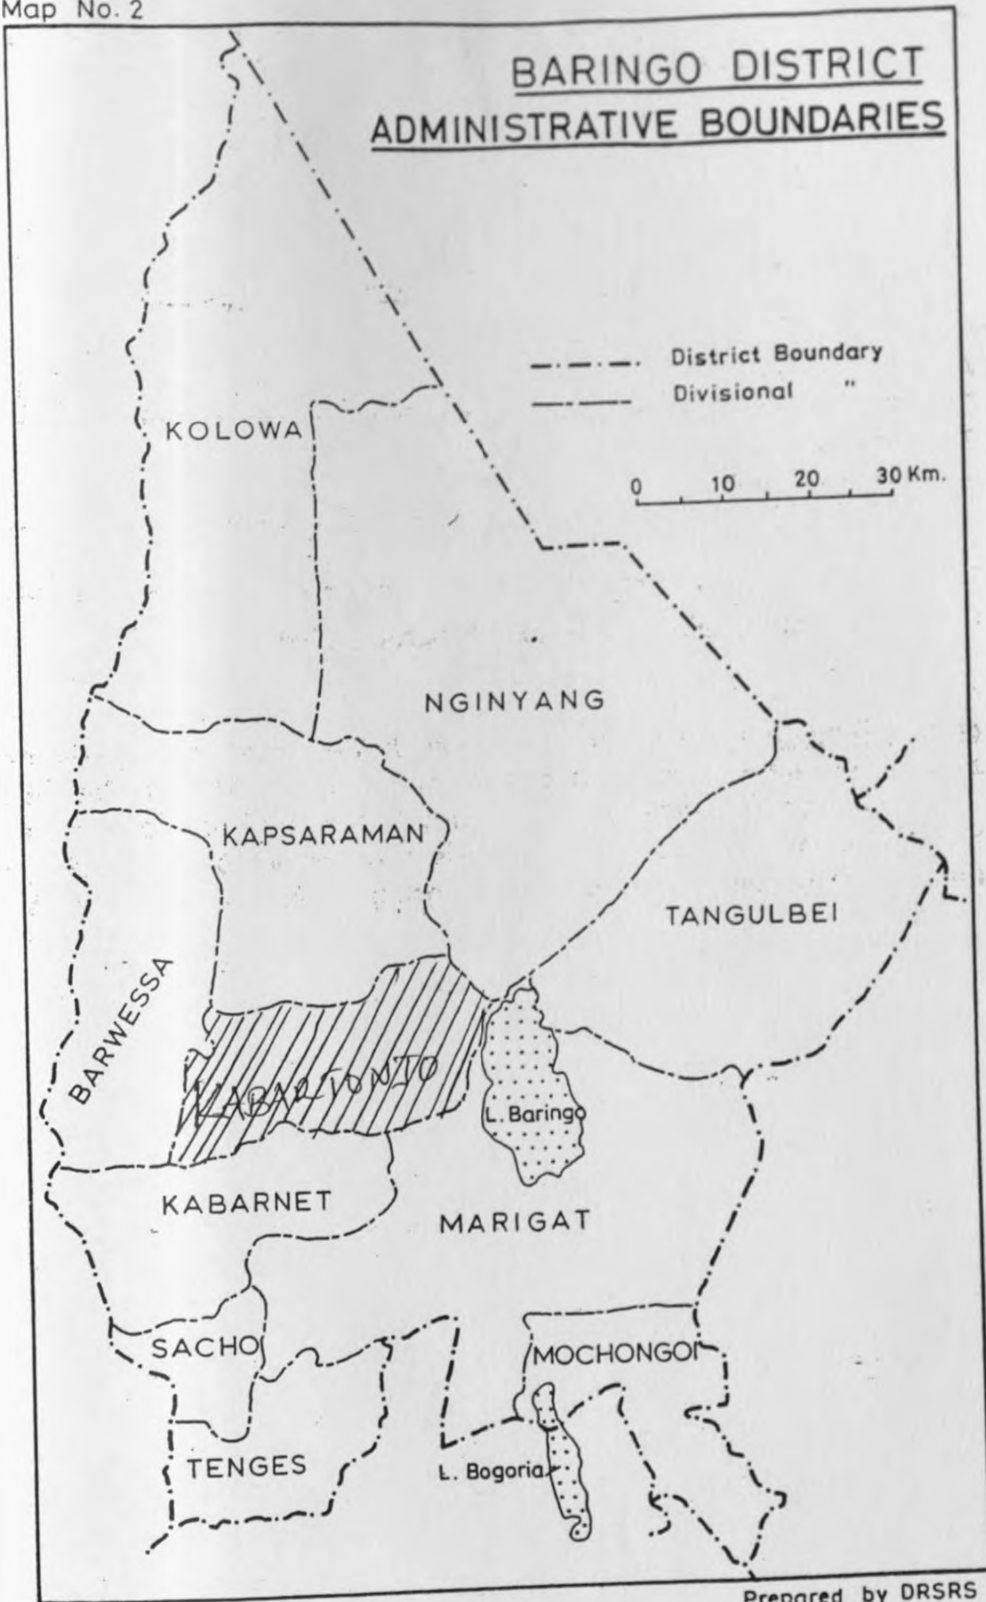 Map No. 2
BARINGO DISTRICT
ADMINISTRATIVE BOUNDARIES
District Boundary
Divisional "
0 10 20 30 Km.
KOLOWA
NGINYANG
KAPSARAMAN
TANGULBEI
BARWESSA
KABARTONJO
L. Baringo
KABARNET
MARIGAT
SACHO
MOCHONGOI
TENGES
L. Bogoria
Prepared by DRSRS